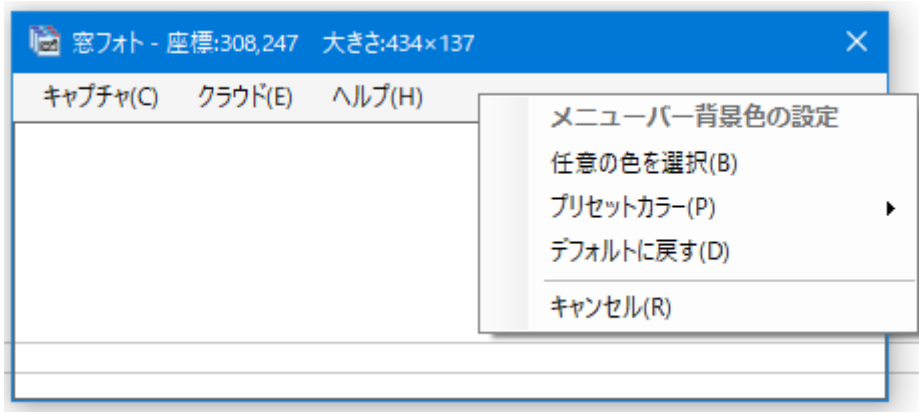 窓フォト - 座標:308,247 大きさ:434×137
キャプチャ(C) クラウド(E) ヘルプ(H)
メニューバー背景色の設定
任意の色を選択(B)
プリセットカラー(P)
デフォルトに戻す(D)
キャンセル(R)